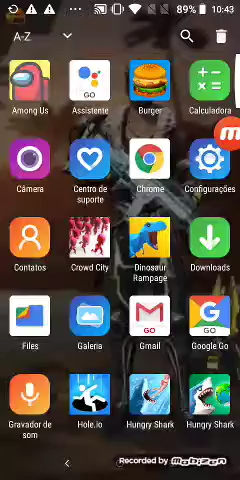 89% 10:43
A-Z
Among Us
GO
Assistente
Burger
Calculadora
Câmera
Centro de
suporte
Chrome
Configurações
Contatos
Crowd City
Dinosaur
Rampage
Downloads
Files
Galeria
GO
Gmail
GO
Google Go
Gravador de
som
Hole.io
Hungry Shark
Hungry Shark
Recorded by Mobizen